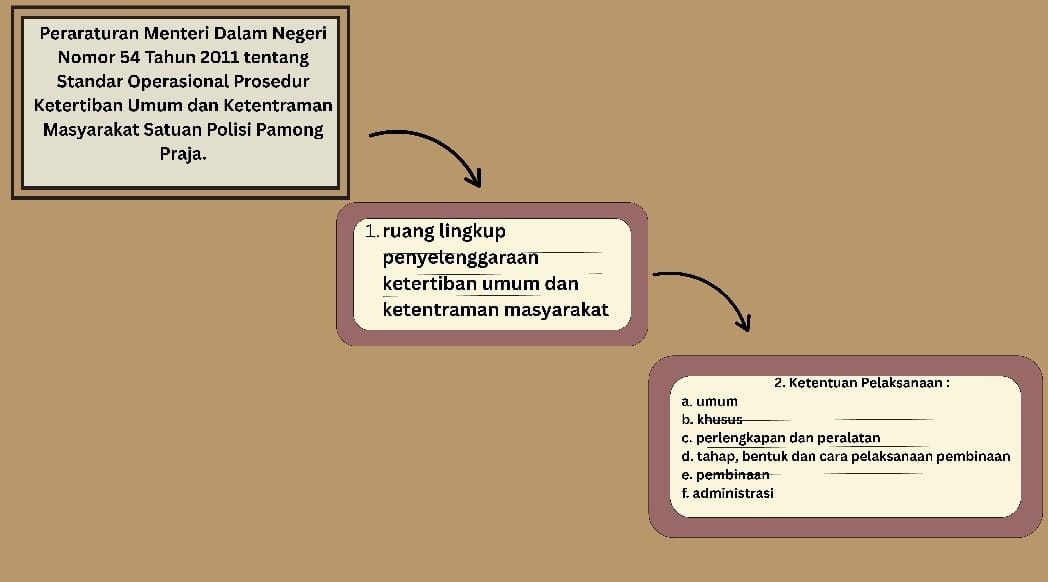 Peraraturan Menteri Dalam Negeri
Nomor 54 Tahun 2011 tentang
Standar Operasional Prosedur
Ketertiban Umum dan Ketentraman
Masyarakat Satuan Polisi Pamong
Praja.
1. ruang lingkup
penyelenggaraan
ketertiban umum dan
ketentraman masyarakat
2. Ketentuan Pelaksanaan :
a. umum
b. khusus
c. perlengkapan dan peralatan
d. tahap, bentuk dan cara pelaksanaan pembinaan
e. pembinaan
f. administrasi